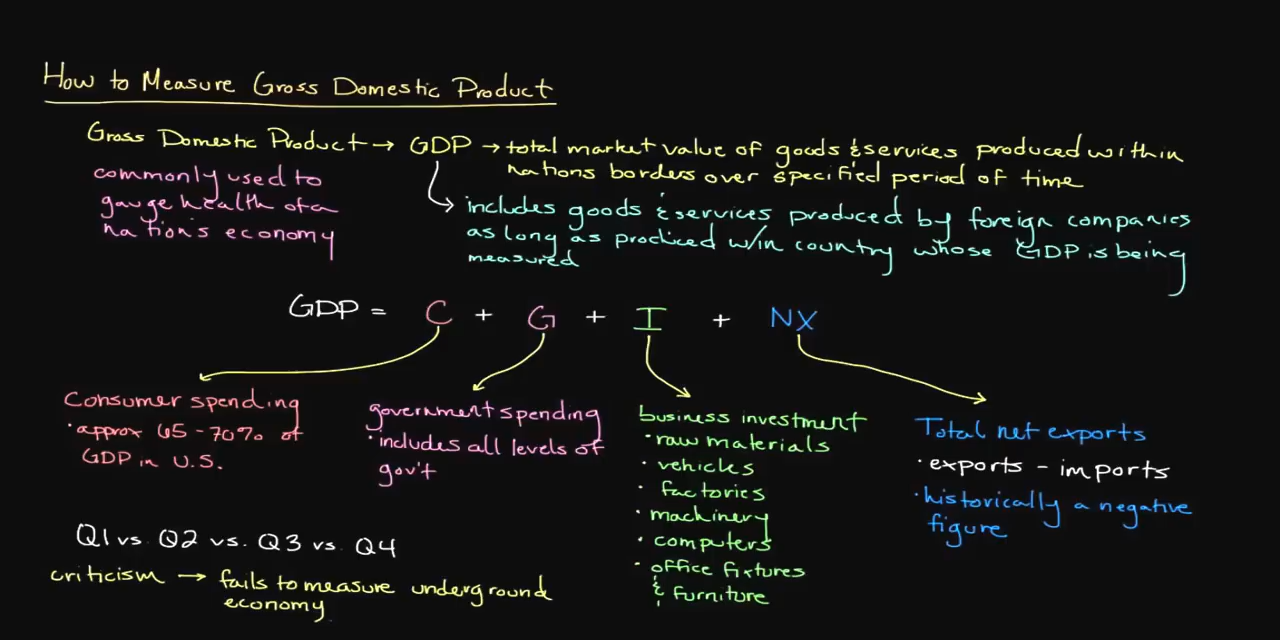 How to Measure Gross Domestic Product
Gross Domestic Product → GDP → total market value of goods & services produced within
nations borders over specified period of time
commonly used to
gauge health of a
nation's economy
includes goods & services produced by foreign companies
as long as produced w/in country whose GDP is being
measured
GDP = C + G + I + NX
Consumer spending
• approx 65-70% of
GDP in U.S.
government spending
• includes all levels of
gov't
business investment
• raw materials
• vehicles
• factories
• machinery
• computers
• office fixtures
& furniture
Total net exports
• exports - imports
• historically a negative
figure
Q1 vs. Q2 vs. Q3 vs. Q4
criticism → fails to measure underground
economy